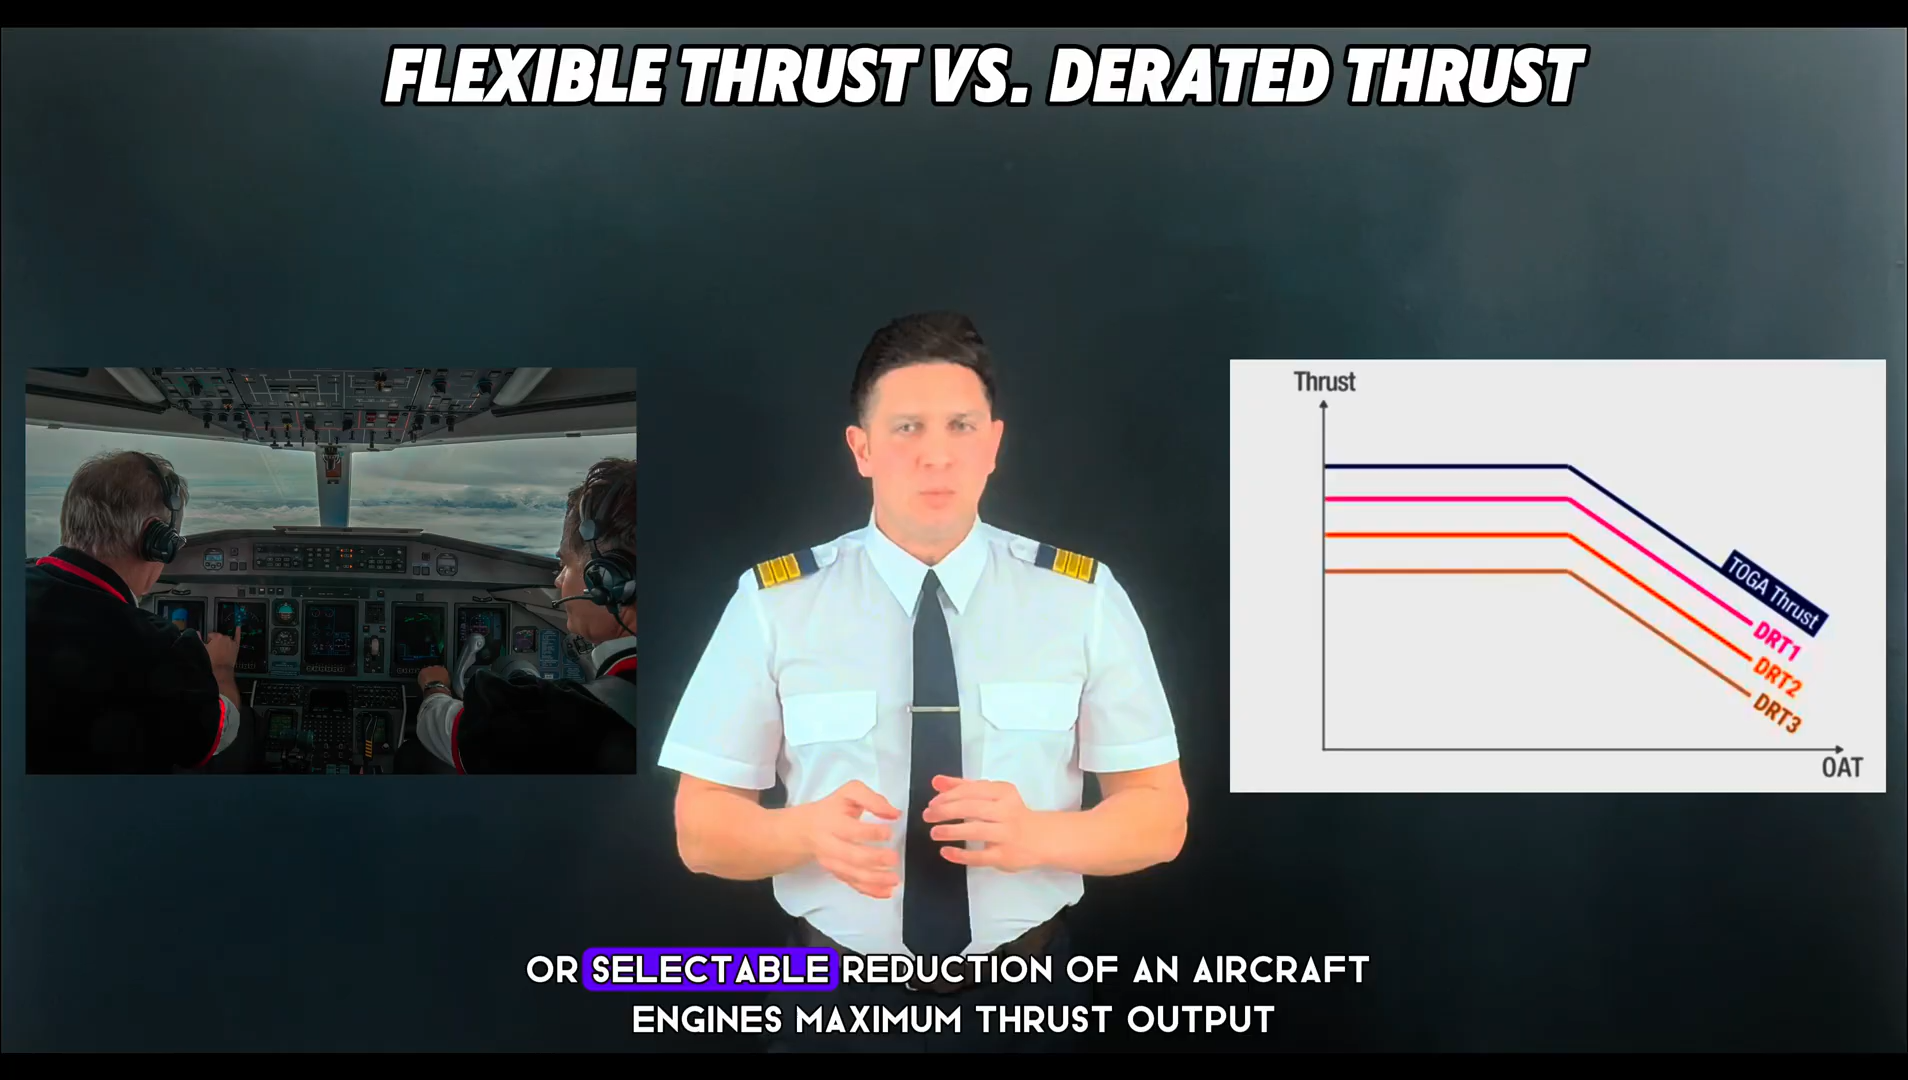 FLEXIBLE THRUST VS. DERATED THRUST
Thrust
TOGA Thrust
DRT1
DRT2
DRT3
OAT
OR SELECTABLE REDUCTION OF AN AIRCRAFT
ENGINES MAXIMUM THRUST OUTPUT